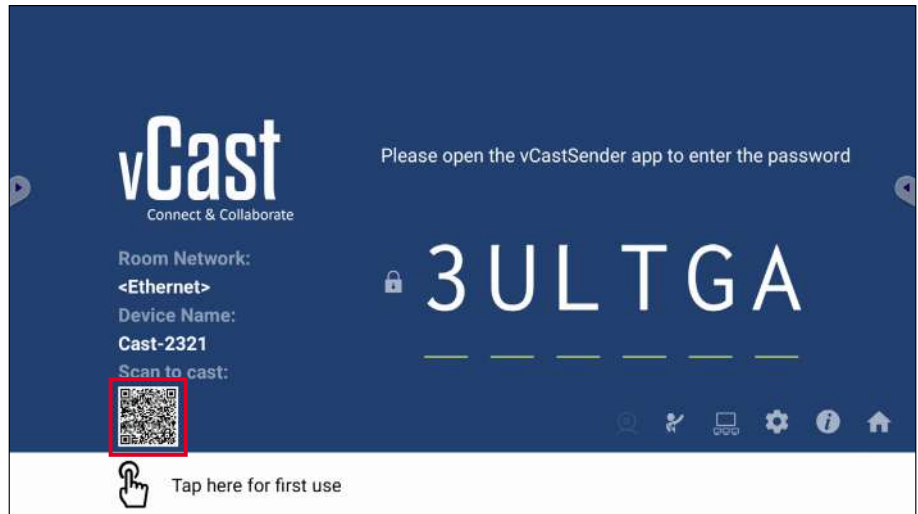 vCast
Connect & Collaborate
Please open the vCastSender app to enter the password
Room Network:
<Ethernet>
Device Name:
Cast-2321
Scan to cast:
3ULTGA
Tap here for first use